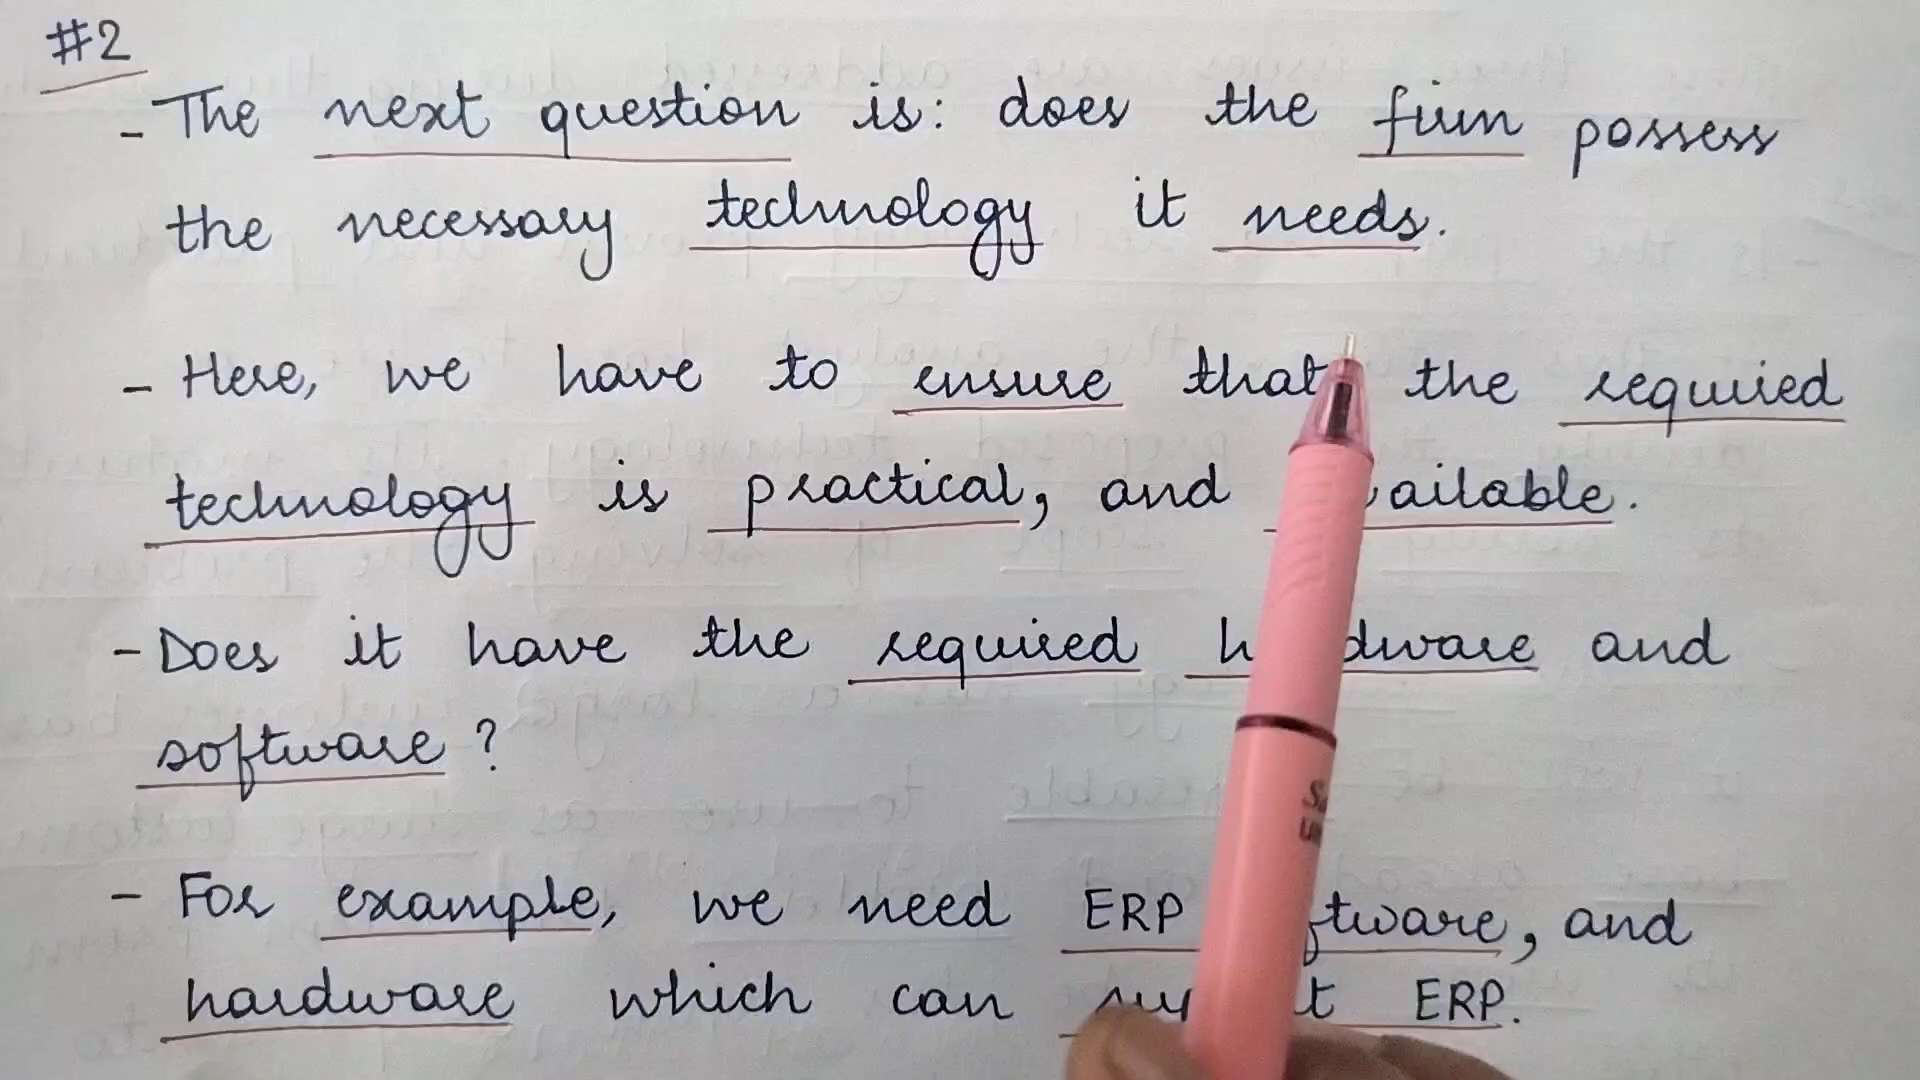 #2
- The next question is: does the firm possess
the necessary technology it needs.
- Here, we have to ensure that the required
technology is practical, and ailable.
- Does it have the required h dware and
software ?
- For example, we need ERP tware, and
hardware which can t ERP.